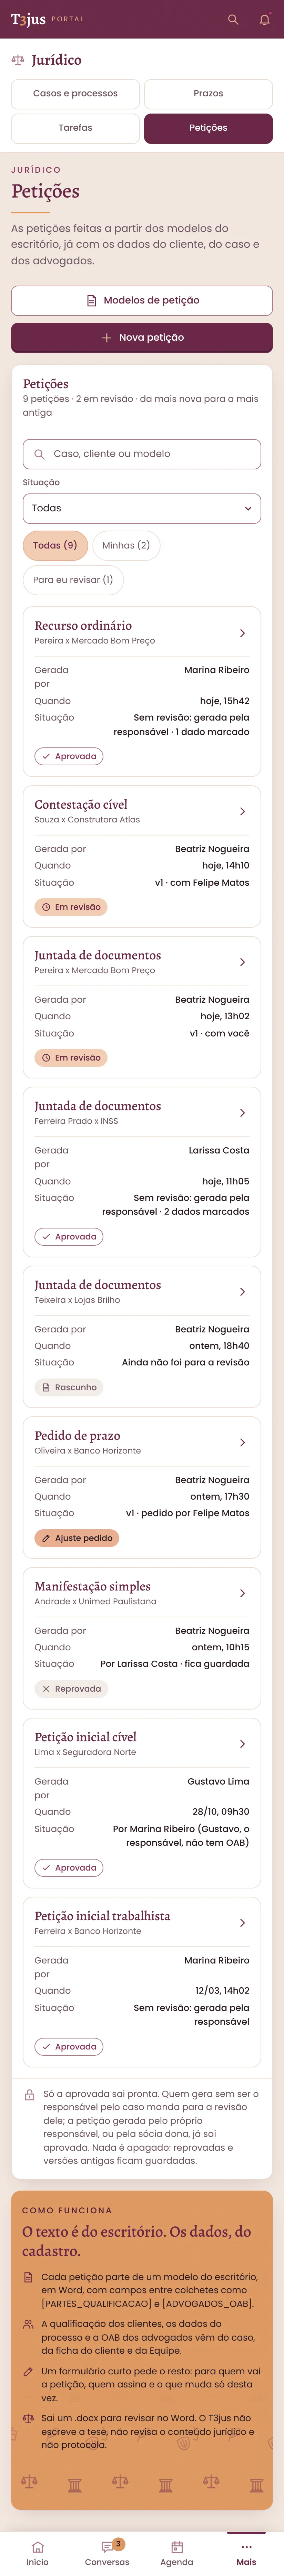 T3jus PORTAL
Jurídico
Casos e processos
Prazos
Tarefas
Petições
JURÍDICO
Petições
As petições feitas a partir dos modelos do
escritório, já com os dados do cliente, do caso e
dos advogados.
Modelos de petição
Nova petição
Petições
9 petições · 2 em revisão · da mais nova para a mais
antiga
Caso, cliente ou modelo
Situação
Todas
Todas (9)
Minhas (2)
Para eu revisar (1)
Recurso ordinário
Pereira x Mercado Bom Preço
Gerada
por
Marina Ribeiro
Quando
hoje, 15h42
Situação
Sem revisão: gerada pela
responsável · 1 dado marcado
Aprovada
Contestação cível
Souza x Construtora Atlas
Gerada por
Beatriz Nogueira
Quando
hoje, 14h10
Situação
v1 · com Felipe Matos
Em revisão
Juntada de documentos
Pereira x Mercado Bom Preço
Gerada por
Beatriz Nogueira
Quando
hoje, 13h02
Situação
v1 · com você
Em revisão
Juntada de documentos
Ferreira Prado x INSS
Gerada
por
Larissa Costa
Quando
hoje, 11h05
Situação
Sem revisão: gerada pela
responsável · 2 dados marcados
Aprovada
Juntada de documentos
Teixeira x Lojas Brilho
Gerada por
Beatriz Nogueira
Quando
ontem, 18h40
Situação
Ainda não foi para a revisão
Rascunho
Pedido de prazo
Oliveira x Banco Horizonte
Gerada por
Beatriz Nogueira
Quando
ontem, 17h30
Situação
v1 · pedido por Felipe Matos
Ajuste pedido
Manifestação simples
Andrade x Unimed Paulistana
Gerada por
Beatriz Nogueira
Quando
ontem, 10h15
Situação
Por Larissa Costa · fica guardada
Reprovada
Petição inicial cível
Lima x Seguradora Norte
Gerada
por
Gustavo Lima
Quando
28/10, 09h30
Situação
Por Marina Ribeiro (Gustavo, o
responsável, não tem OAB)
Aprovada
Petição inicial trabalhista
Ferreira x Banco Horizonte
Gerada
por
Marina Ribeiro
Quando
12/03, 14h02
Situação
Sem revisão: gerada pela
responsável
Aprovada
Só a aprovada sai pronta. Quem gera sem ser o
responsável pelo caso manda para a revisão
dele; a petição gerada pelo próprio
responsável, ou pela sócia dona, já sai
aprovada. Nada é apagado: reprovadas e
versões antigas ficam guardadas.
COMO FUNCIONA
O texto é do escritório. Os dados, do
cadastro.
Cada petição parte de um modelo do escritório,
em Word, com campos entre colchetes como
[PARTES_QUALIFICACAO] e [ADVOGADOS_OAB].
A qualificação dos clientes, os dados do
processo e a OAB dos advogados vêm do caso,
da ficha do cliente e da Equipe.
Um formulário curto pede o resto: para quem vai
a petição, quem assina e o que muda só desta
vez.
Sai um .docx para revisar no Word. O T3jus não
escreve a tese, não revisa o conteúdo jurídico e
não protocola.
Início
Conversas
3
Agenda
Mais